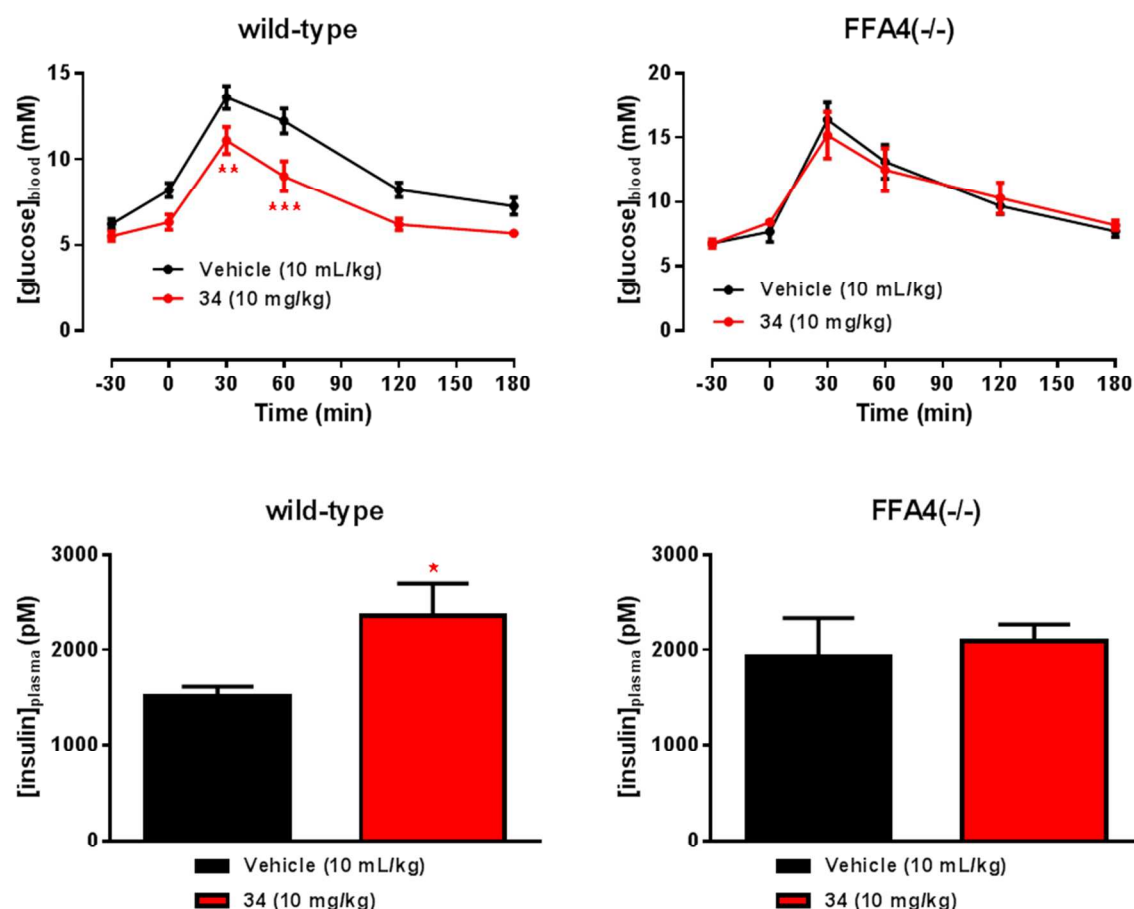 wild-type
[glucose]blood (mM)
15
10
5
0
**
***
Vehicle (10 mL/kg)
34 (10 mg/kg)
-30 0 30 60 90 120 150 180
Time (min)
FFA4(-/-)
[glucose]blood (mM)
20
15
10
5
0
Vehicle (10 mL/kg)
34 (10 mg/kg)
-30 0 30 60 90 120 150 180
Time (min)
wild-type
[insulin]plasma (pM)
3000
2000
1000
0
*
Vehicle (10 mL/kg)
34 (10 mg/kg)
FFA4(-/-)
[insulin]plasma (pM)
3000
2000
1000
0
Vehicle (10 mL/kg)
34 (10 mg/kg)